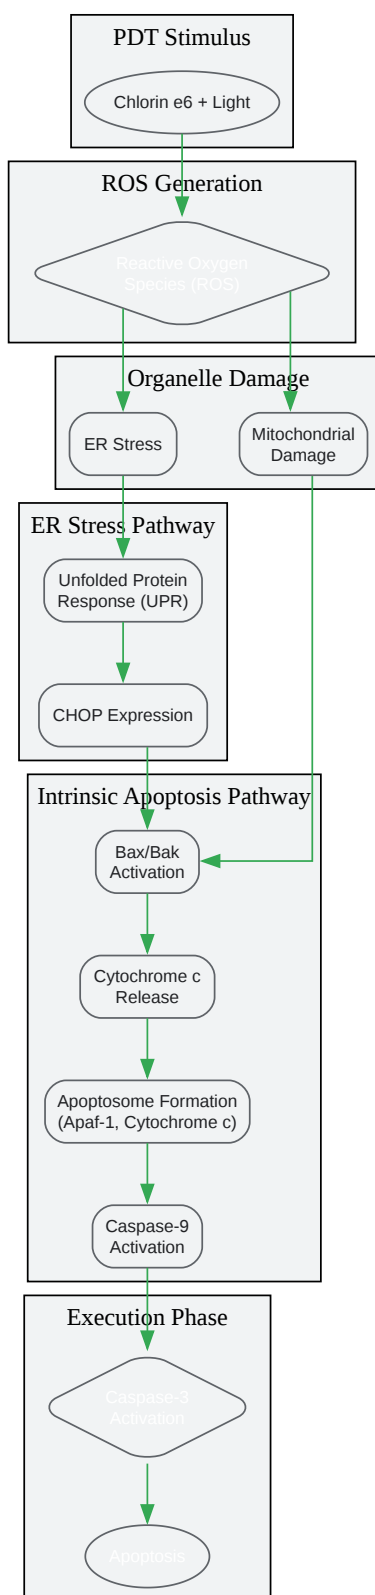 PDT Stimulus
Chlorin e6 + Light
ROS Generation
Reactive Oxygen
Species (ROS)
Organelle Damage
ER Stress
Mitochondrial
Damage
ER Stress Pathway
Unfolded Protein
Response (UPR)
CHOP Expression
Intrinsic Apoptosis Pathway
Bax/Bak
Activation
Cytochrome c
Release
Apoptosome Formation
(Apaf-1, Cytochrome c)
Caspase-9
Activation
Execution Phase
Caspase-3
Activation
Apoptosis